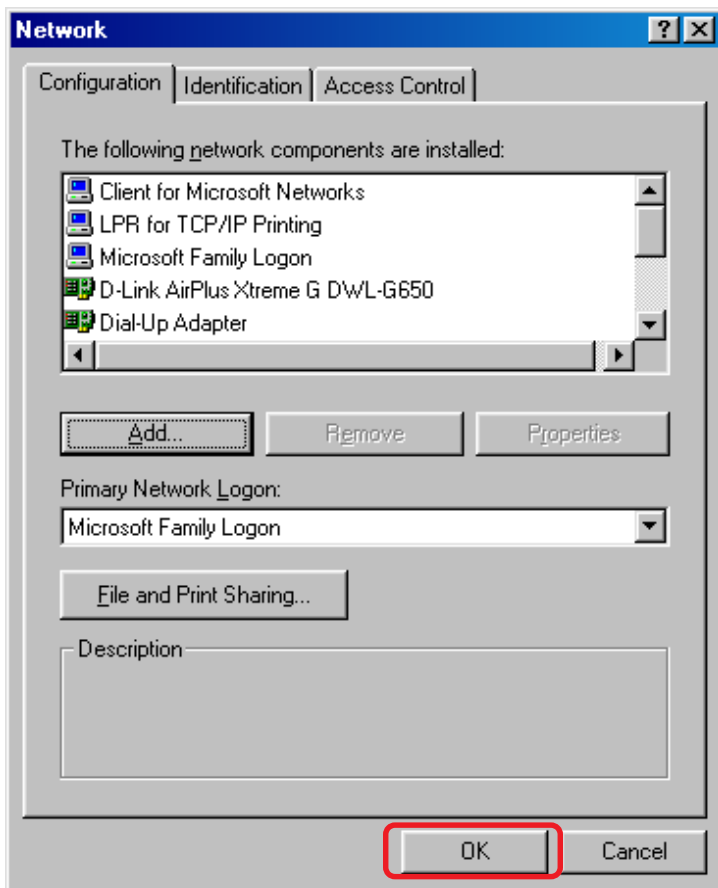 Network
Configuration Identification Access Control
The following network components are installed:
Client for Microsoft Networks
LPR for TCP/IP Printing
Microsoft Family Logon
D-Link AirPlus Xtreme G DWL-G650
Dial-Up Adapter
Add... Remove Properties
Primary Network Logon:
Microsoft Family Logon
File and Print Sharing...
Description
OK Cancel